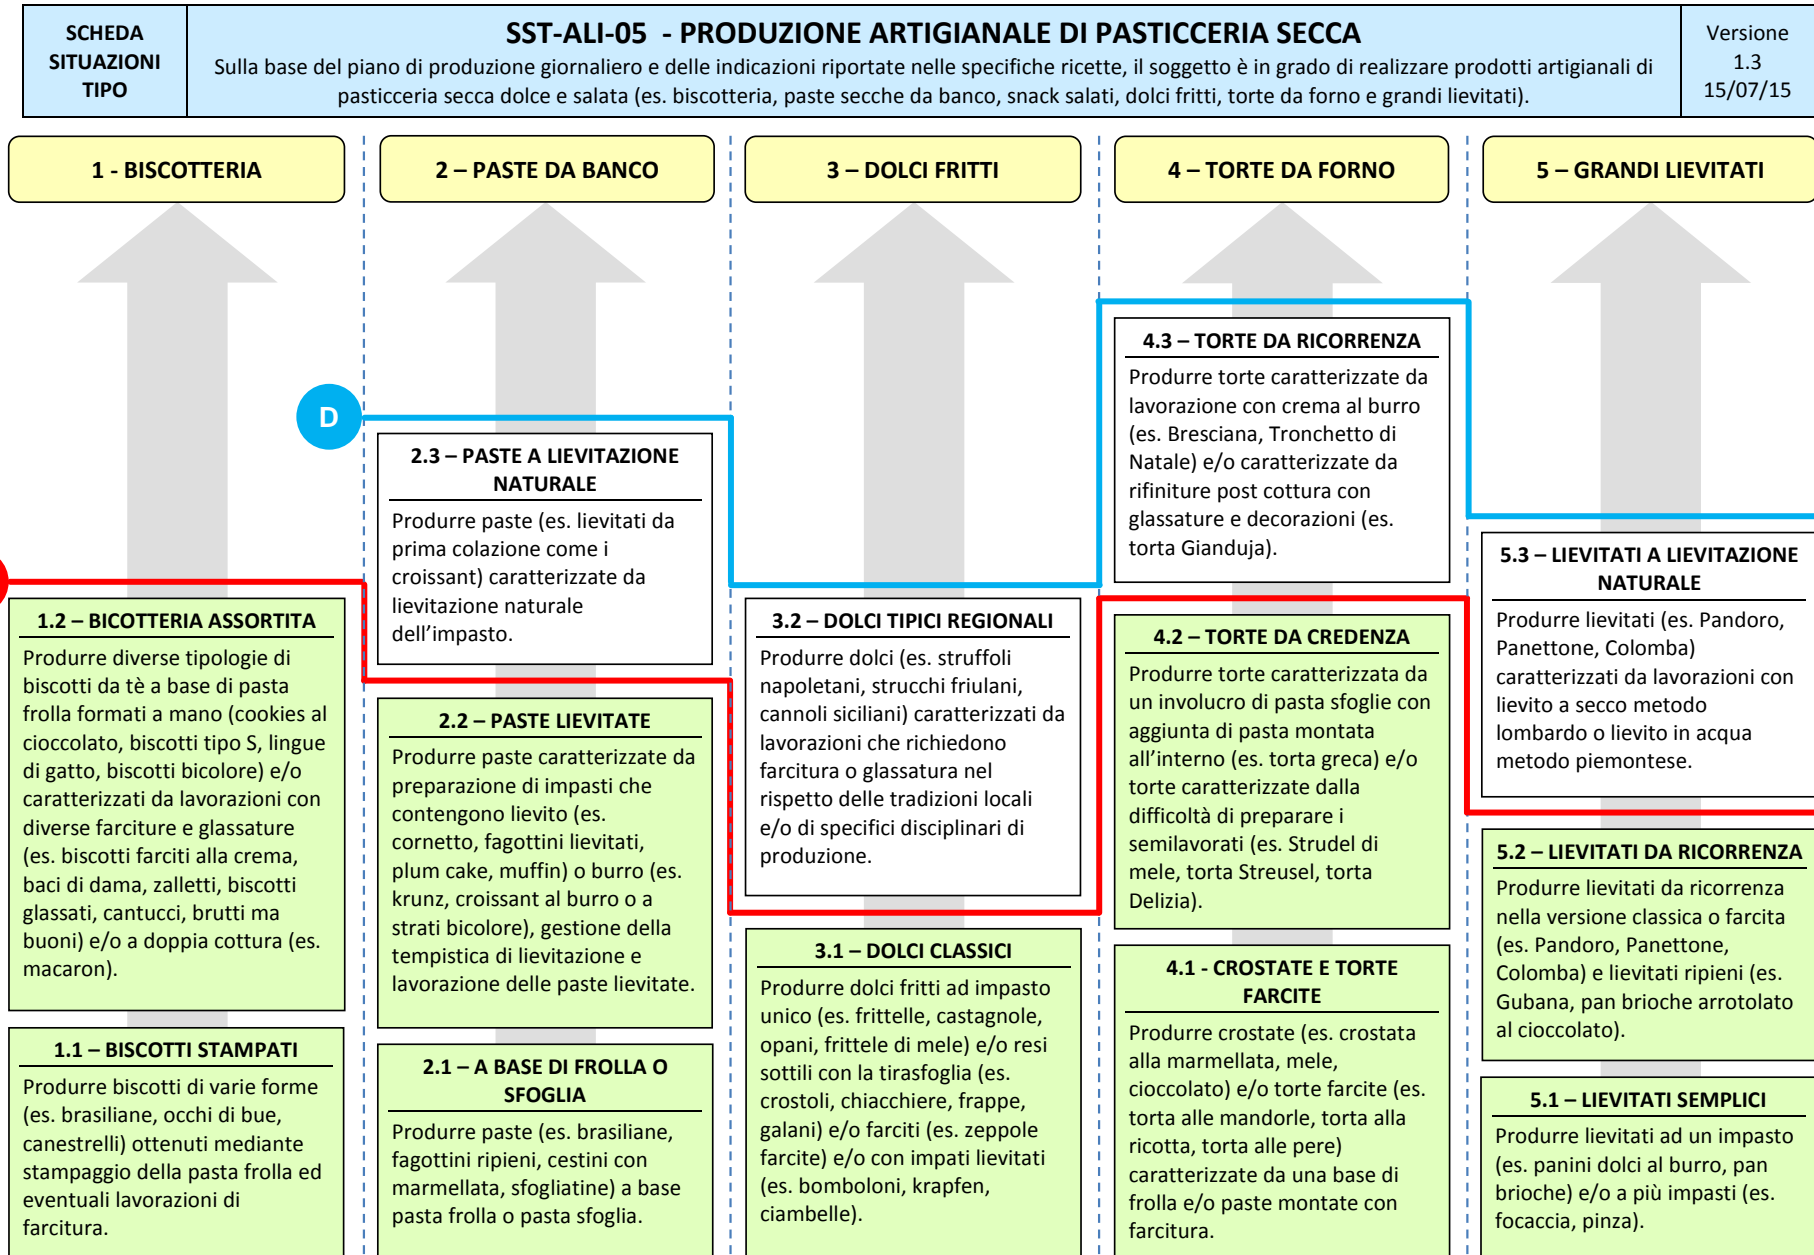 SCHEDA
SITUAZIONI
TIPO
SST-ALI-05 - PRODUZIONE ARTIGIANALE DI PASTICCERIA SECCA
Sulla base del piano di produzione giornaliero e delle indicazioni riportate nelle specifiche ricette, il soggetto è in grado di realizzare prodotti artigianali di
pasticceria secca dolce e salata (es. biscotteria, paste secche da banco, snack salati, dolci fritti, torte da forno e grandi lievitati).
Versione
1.3
15/07/15
1 - BISCOTTERIA
2 – PASTE DA BANCO
3 – DOLCI FRITTI
4 – TORTE DA FORNO
5 – GRANDI LIEVITATI
D
1.2 – BICOTTERIA ASSORTITA
Produrre diverse tipologie di
biscotti da tè a base di pasta
frolla formati a mano (cookies al
cioccolato, biscotti tipo S, lingue
di gatto, biscotti bicolore) e/o
caratterizzati da lavorazioni con
diverse farciture e glassature
(es. biscotti farciti alla crema,
baci di dama, zalletti, biscotti
glassati, cantucci, brutti ma
buoni) e/o a doppia cottura (es.
macaron).
1.1 – BISCOTTI STAMPATI
Produrre biscotti di varie forme
(es. brasiliane, occhi di bue,
canestrelli) ottenuti mediante
stampaggio della pasta frolla ed
eventuali lavorazioni di
farcitura.
2.3 – PASTE A LIEVITAZIONE
NATURALE
Produrre paste (es. lievitati da
prima colazione come i
croissant) caratterizzate da
lievitazione naturale
dell'impasto.
2.2 – PASTE LIEVITATE
Produrre paste caratterizzate da
preparazione di impasti che
contengono lievito (es.
cornetto, fagottini lievitati,
plum cake, muffin) o burro (es.
krunz, croissant al burro o a
strati bicolore), gestione della
tempistica di lievitazione e
lavorazione delle paste lievitate.
2.1 – A BASE DI FROLLA O
SFOGLIA
Produrre paste (es. brasiliane,
fagottini ripieni, cestini con
marmellata, sfogliatine) a base
pasta frolla o pasta sfoglia.
3.2 – DOLCI TIPICI REGIONALI
Produrre dolci (es. struffoli
napoletani, strucchi friulani,
cannoli siciliani) caratterizzati da
lavorazioni che richiedono
farcitura o glassatura nel
rispetto delle tradizioni locali
e/o di specifici disciplinari di
produzione.
3.1 – DOLCI CLASSICI
Produrre dolci fritti ad impasto
unico (es. frittelle, castagnole,
opani, frittele di mele) e/o resi
sottili con la tirasfoglia (es.
crostoli, chiacchiere, frappe,
galani) e/o farciti (es. zeppole
farcite) e/o con impati lievitati
(es. bomboloni, krapfen,
ciambelle).
4.3 – TORTE DA RICORRENZA
Produrre torte caratterizzate da
lavorazione con crema al burro
(es. Bresciana, Tronchetto di
Natale) e/o caratterizzate da
rifiniture post cottura con
glassature e decorazioni (es.
torta Gianduja).
4.2 – TORTE DA CREDENZA
Produrre torte caratterizzata da
un involucro di pasta sfoglie con
aggiunta di pasta montata
all'interno (es. torta greca) e/o
torte caratterizzate dalla
difficoltà di preparare i
semilavorati (es. Strudel di
mele, torta Streusel, torta
Delizia).
4.1 - CROSTATE E TORTE
FARCITE
Produrre crostate (es. crostata
alla marmellata, mele,
cioccolato) e/o torte farcite (es.
torta alle mandorle, torta alla
ricotta, torta alle pere)
caratterizzate da una base di
frolla e/o paste montate con
farcitura.
5.3 – LIEVITATI A LIEVITAZIONE
NATURALE
Produrre lievitati (es. Pandoro,
Panettone, Colomba)
caratterizzati da lavorazioni con
lievito a secco metodo
lombardo o lievito in acqua
metodo piemontese.
5.2 – LIEVITATI DA RICORRENZA
Produrre lievitati da ricorrenza
nella versione classica o farcita
(es. Pandoro, Panettone,
Colomba) e lievitati ripieni (es.
Gubana, pan brioche arrotolato
al cioccolato).
5.1 – LIEVITATI SEMPLICI
Produrre lievitati ad un impasto
(es. panini dolci al burro, pan
brioche) e/o a più impasti (es.
focaccia, pinza).